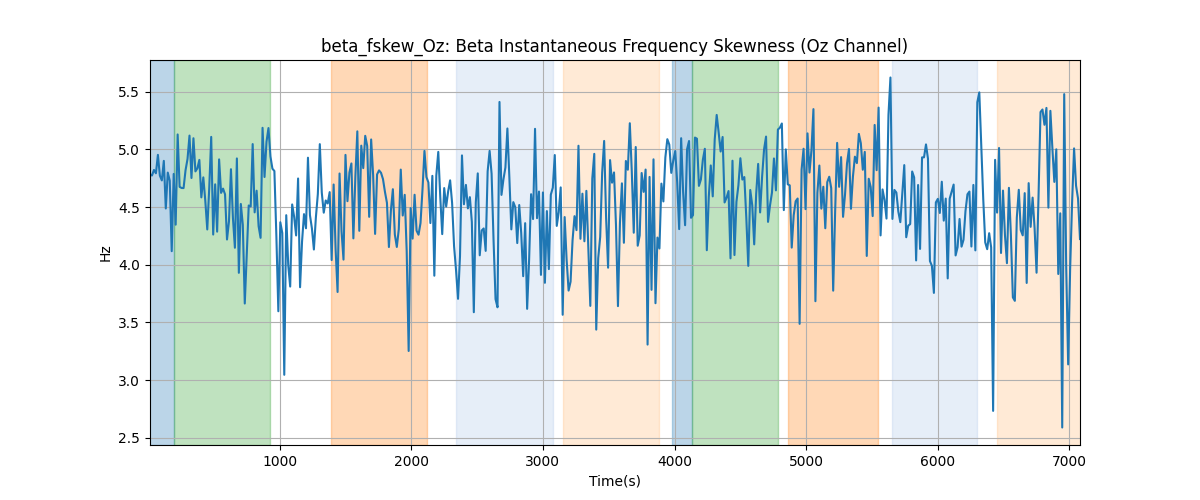 beta_fskew_Oz: Beta Instantaneous Frequency Skewness (Oz Channel)
5.5
5.0
4.5
4.0
3.5
3.0
2.5
Hz
1000 2000 3000 4000 5000 6000 7000
Time(s)